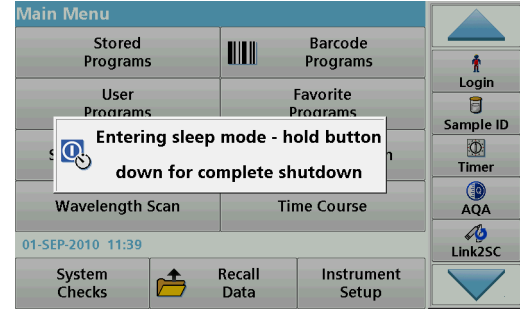 Main Menu
Stored
Programs
Barcode
Programs
User
Programs
Favorite
Programs
Entering sleep mode - hold button
down for complete shutdown
Wavelength Scan
Time Course
01-SEP-2010 11:39
System
Checks
Recall
Data
Instrument
Setup
Login
Sample ID
Timer
AQA
Link2SC